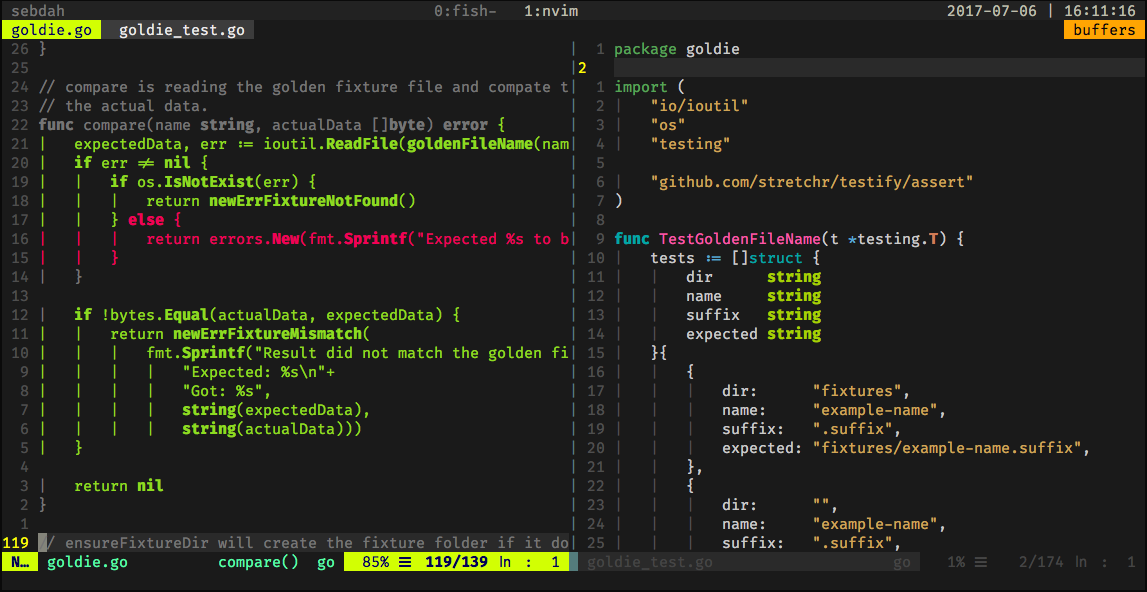 sebdah 0:fish- 1:nvim 2017-07-06 | 16:11:16
goldie.go goldie_test.go buffers
26 }
25
24 // compare is reading the golden fixture file and compate t
23 // the actual data.
22 func compare(name string, actualData []byte) error {
21 expectedData, err := ioutil.ReadFile(goldenFileName(nam
20 if err ≠ nil {
19 if os.IsNotExist(err) {
18 return newErrFixtureNotFound()
17 } else {
16 return errors.New(fmt.Sprintf("Expected %s to b
15 }
14 }
13
12 if !bytes.Equal(actualData, expectedData) {
11 return newErrFixtureMismatch(
10 fmt.Sprintf("Result did not match the golden fi
9 "Expected: %s\n"+
8 "Got: %s",
7 string(expectedData),
6 string(actualData)))
5 }
4
3 return nil
2 }
1
119 // ensureFixtureDir will create the fixture folder if it do
N… goldie.go compare() go 85% ☰ 119/139 ln : 1
1 package goldie
2
1 import (
2 "io/ioutil"
3 "os"
4 "testing"
5
6 "github.com/stretchr/testify/assert"
7 )
8
9 func TestGoldenFileName(t *testing.T) {
10 tests := []struct {
11 dir string
12 name string
13 suffix string
14 expected string
15 }{
16 {
17 dir: "fixtures",
18 name: "example-name",
19 suffix: ".suffix",
20 expected: "fixtures/example-name.suffix",
21 },
22 {
23 dir: "",
24 name: "example-name",
25 suffix: ".suffix",
goldie_test.go go 1% ☰ 2/174 ln : 1